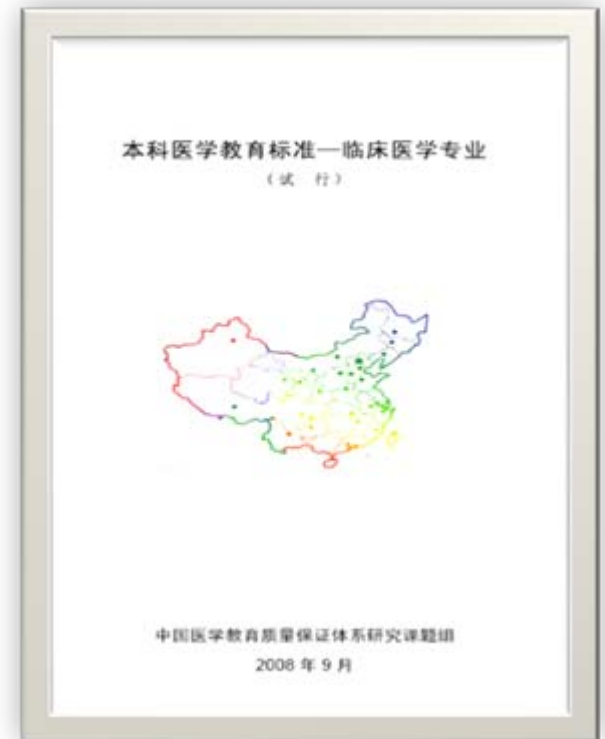 本科医学教育标准—临床医学专业
（试 行）
中国医学教育质量保证体系研究课题组
2008 年 9 月